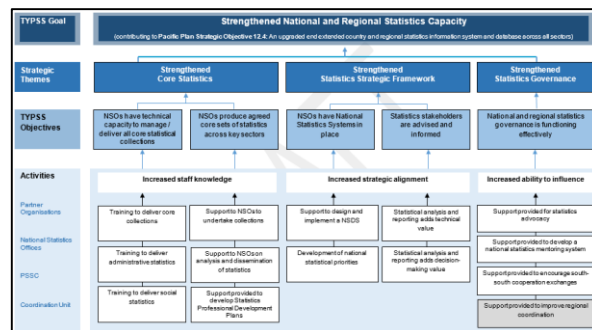 TYPSS Goal
Strengthened National and Regional Statistics Capacity
(contributing to Pacific Plan Strategic Objective 12.4: An upgraded end extended country and regional statistics information system and database across all sectors)
Strategic
Themes
Strengthened
Core Statistics
Strengthened
Statistics Strategic Framework
Strengthened
Statistics Governance
TYPSS
Objectives
NSOs have technical
capacity to manage /
deliver all core statistical
collections
NSOs produce agreed
core sets of statistics
across key sectors
NSOs have National
Statistics Systems in
place
Statistics stakeholders
are advised and
informed
National and regional statistics
governance is functioning
effectively
Activities
Increased staff knowledge
Increased strategic alignment
Increased ability to influence
Partner
Organisations
National Statistics
Offices
PSSC
Coordination Unit
Training to deliver core
collections
Training to deliver
administrative statistics
Training to deliver social
statistics
Support to NSOs to
undertake collections
Support to NSOs on
analysis and dissemination
of statistics
Support provided to
develop Statistics
Professional Development
Plans
Support to design and
implement a NSDS
Development of national
statistical priorities
Statistical analysis and
reporting adds technical
value
Statistical analysis and
reporting adds decision-
making value
Support provided for statistics
advocacy
Support provided to develop a
national statistics mentoring system
Support provided to encourage south-
south cooperation exchanges
Support provided to improve regional
coordination